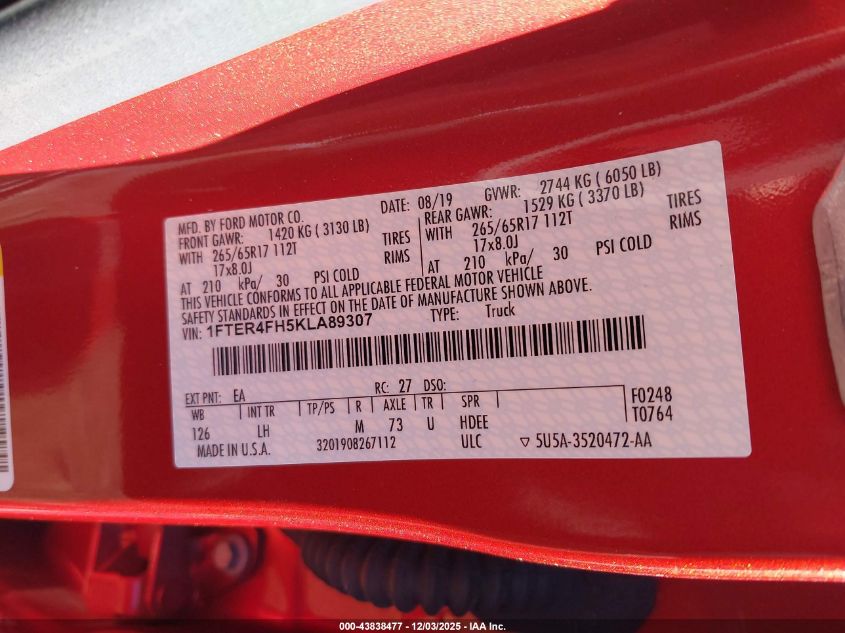 MFD. BY FORD MOTOR CO.
DATE: 08/19 GVWR: 2744 KG ( 6050 LB)
FRONT GAWR: 1420 KG ( 3130 LB)
REAR GAWR: 1529 KG ( 3370 LB)
WITH 265/65R17 112T TIRES
WITH 265/65R17 112T TIRES
17x8.0J RIMS
17x8.0J RIMS
AT 210 kPa/ 30 PSI COLD
AT 210 kPa/ 30 PSI COLD
THIS VEHICLE CONFORMS TO ALL APPLICABLE FEDERAL MOTOR VEHICLE
SAFETY STANDARDS IN EFFECT ON THE DATE OF MANUFACTURE SHOWN ABOVE.
VIN: 1FTER4FH5KLA89307 TYPE: Truck
EXT PNT: EA RC: 27 DSO:
WB INT TR TP/PS R AXLE TR SPR F0248
126 LH M 73 U HDEE T0764
MADE IN U.S.A. 3201908267112 ULC ▽ 5U5A-3520472-AA
000-43838477 - 12/03/2025 - IAA Inc.